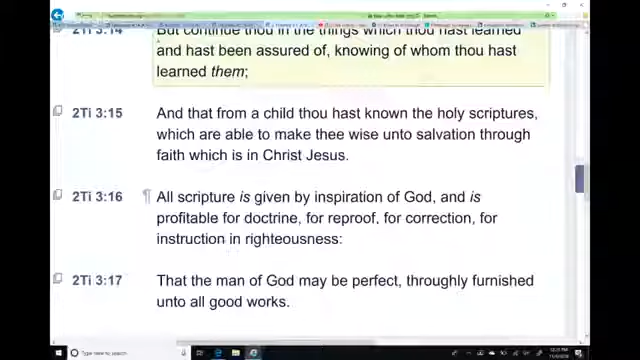 2Ti 3:14 But continue thou in the things which thou hast learned
and hast been assured of, knowing of whom thou hast
learned them;
2Ti 3:15 And that from a child thou hast known the holy scriptures,
which are able to make thee wise unto salvation through
faith which is in Christ Jesus.
2Ti 3:16 ¶ All scripture is given by inspiration of God, and is
profitable for doctrine, for reproof, for correction, for
instruction in righteousness:
2Ti 3:17 That the man of God may be perfect, throughly furnished
unto all good works.
Type here to search